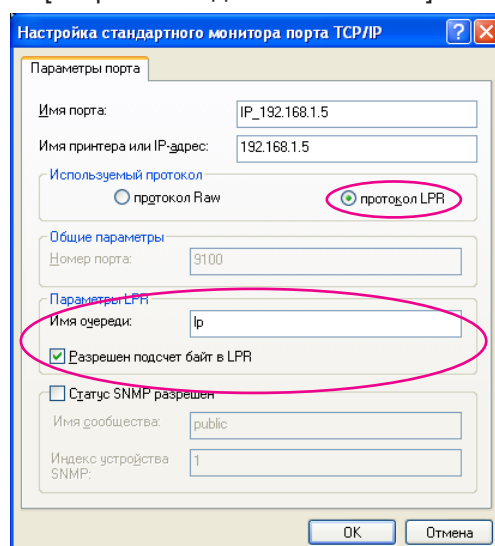 Настройка стандартного монитора порта TCP/IP
Параметры порта
Имя порта: IP_192.168.1.5
Имя принтера или IP-адрес: 192.168.1.5
Используемый протокол
протокол Raw протокол LPR
Общие параметры
Номер порта: 9100
Параметры LPR
Имя очереди: lp
Разрешен подсчет байт в LPR
Статус SNMP разрешен
Имя сообщества: public
Индекс устройства SNMP: 1
OK Отмена